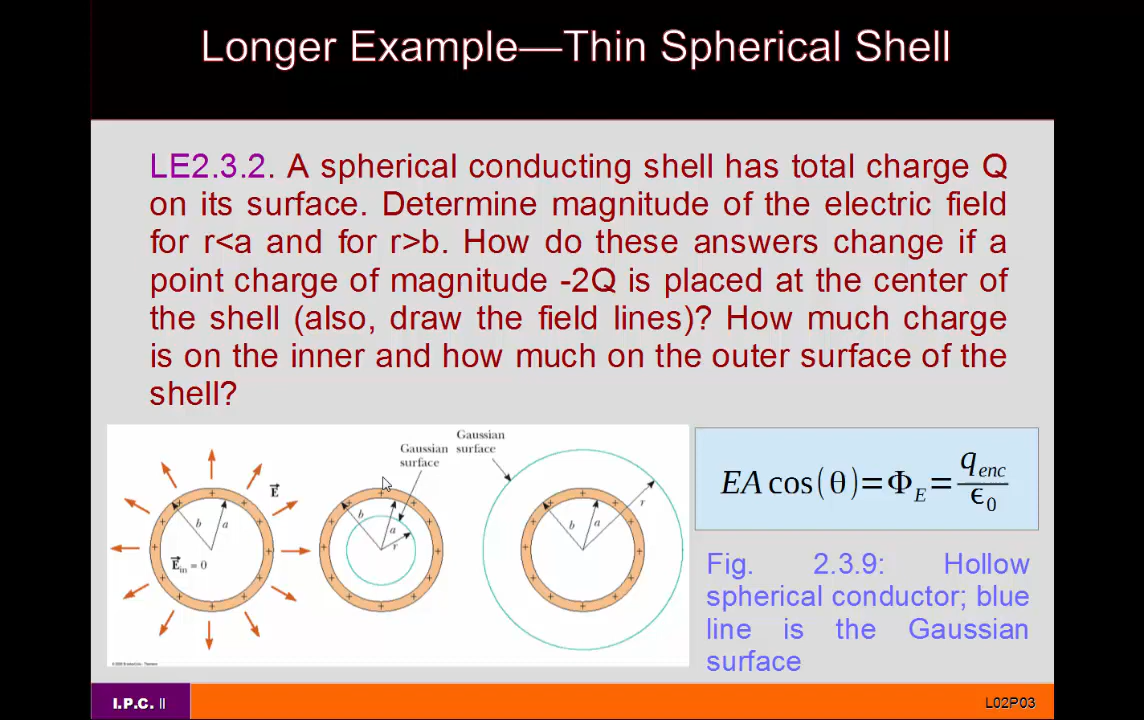 Longer Example—Thin Spherical Shell
LE2.3.2. A spherical conducting shell has total charge Q
on its surface. Determine magnitude of the electric field
for r<a and for r>b. How do these answers change if a
point charge of magnitude -2Q is placed at the center of
the shell (also, draw the field lines)? How much charge
is on the inner and how much on the outer surface of the
shell?
Gaussian
surface
Gaussian
surface
E
b
a
E in = 0
b
a
r
b
a
r
EA cos(θ)=Φ_E=q_enc/ϵ_0
Fig. 2.3.9: Hollow
spherical conductor; blue
line is the Gaussian
surface
I.P.C. II
L02P03